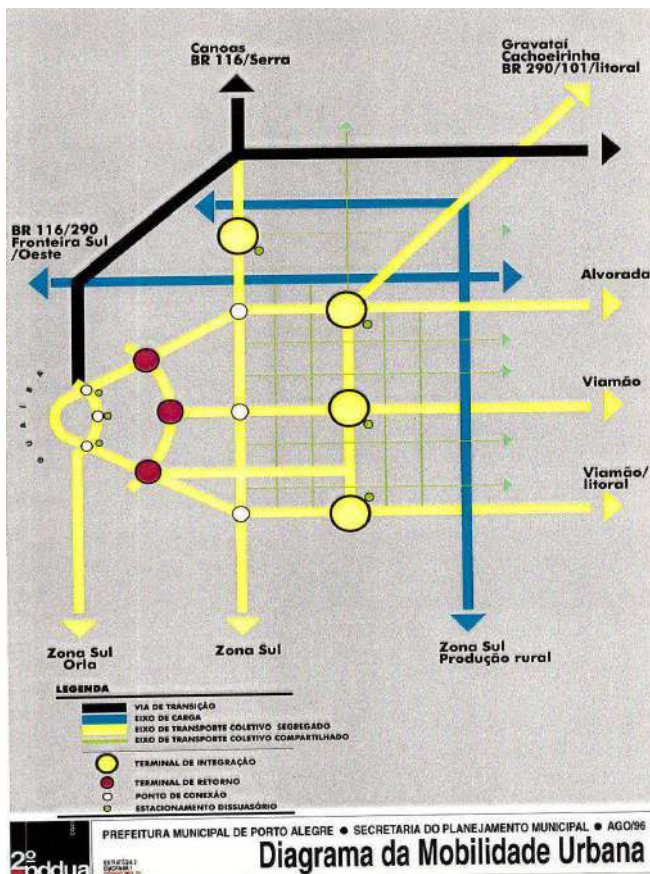 Canoas
BR 116/Serra
Gravataí
Cachoeirinha
BR 290/101/litoral
BR 116/290
Fronteira Sul
/Oeste
Alvorada
GUAÍBA
Viamão
Viamão/
litoral
Zona Sul
Orla
Zona Sul
Zona Sul
Produção rural
LEGENDA
VIA DE TRANSIÇÃO
EIXO DE CARGA
EIXO DE TRANSPORTE COLETIVO SEGREGADO
EIXO DE TRANSPORTE COLETIVO COMPARTILHADO
TERMINAL DE INTEGRAÇÃO
TERMINAL DE RETORNO
PONTO DE CONEXÃO
ESTACIONAMENTO DISSUASÓRIO
2º pddua
PREFEITURA MUNICIPAL DE PORTO ALEGRE ● SECRETARIA DO PLANEJAMENTO MUNICIPAL ● AGO/96
Diagrama da Mobilidade Urbana